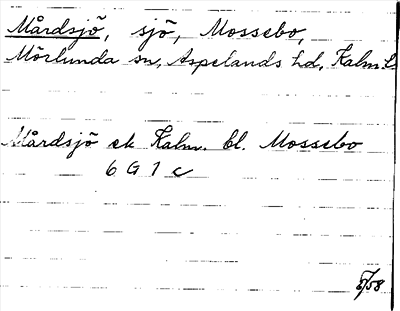 Mårdsjö, sjö, Mossebo,
Mörlunda sn, Aspelands hd, Kalm. l.
Mårdsjö ek Kalm. bl. Mossebo
6 G 1 c
8/58